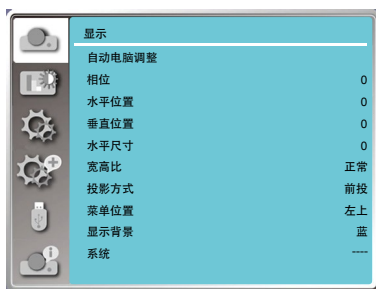 显示
自动电脑调整
相位 0
水平位置 0
垂直位置 0
水平尺寸 0
宽高比 正常
投影方式 前投
菜单位置 左上
显示背景 蓝
系统 ----